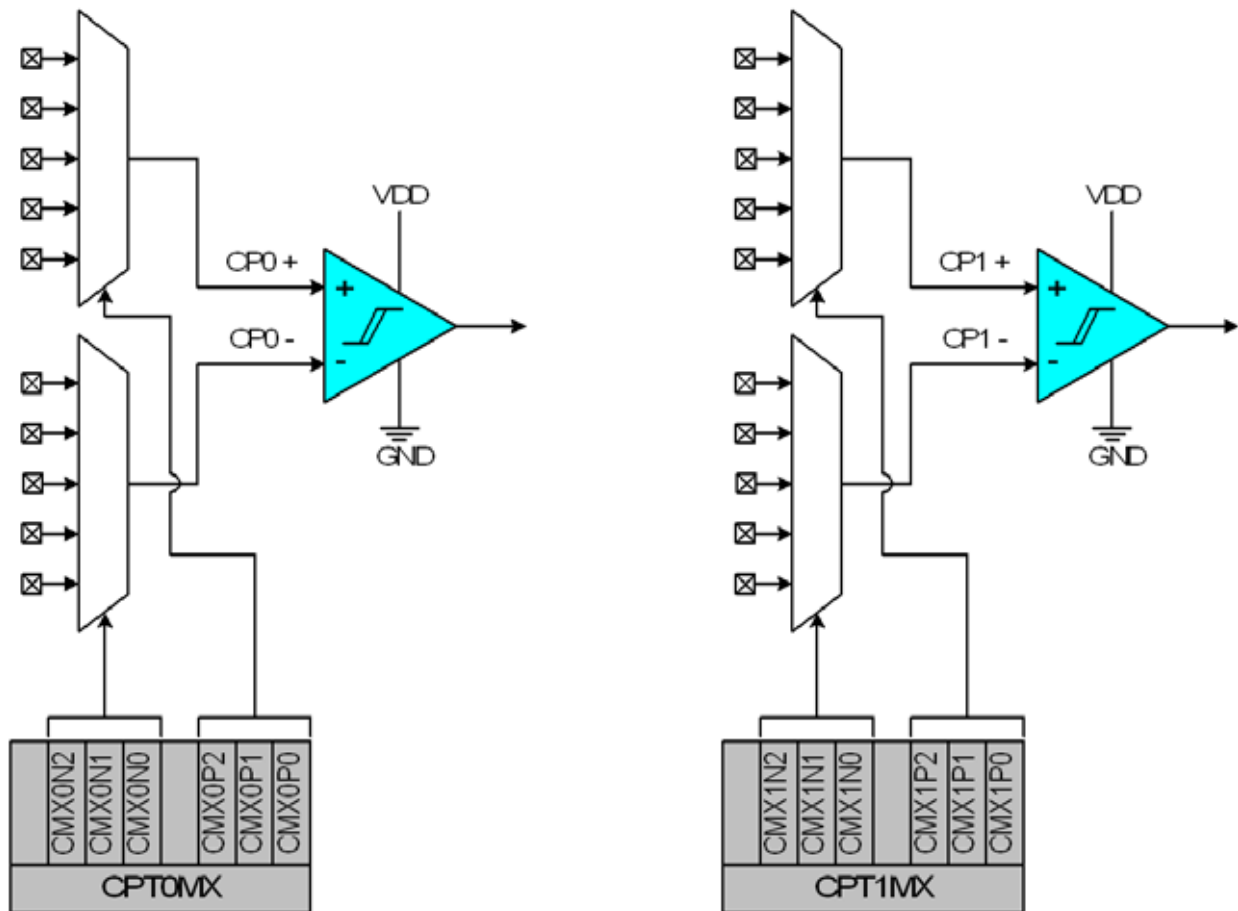 VDD
CP0 +
+
CP0 -
-
GND
CMX0N2
CMX0N1
CMX0N0
CMX0P2
CMX0P1
CMX0P0
CPT0MX
VDD
CP1 +
+
CP1 -
-
GND
CMX1N2
CMX1N1
CMX1N0
CMX1P2
CMX1P1
CMX1P0
CPT1MX